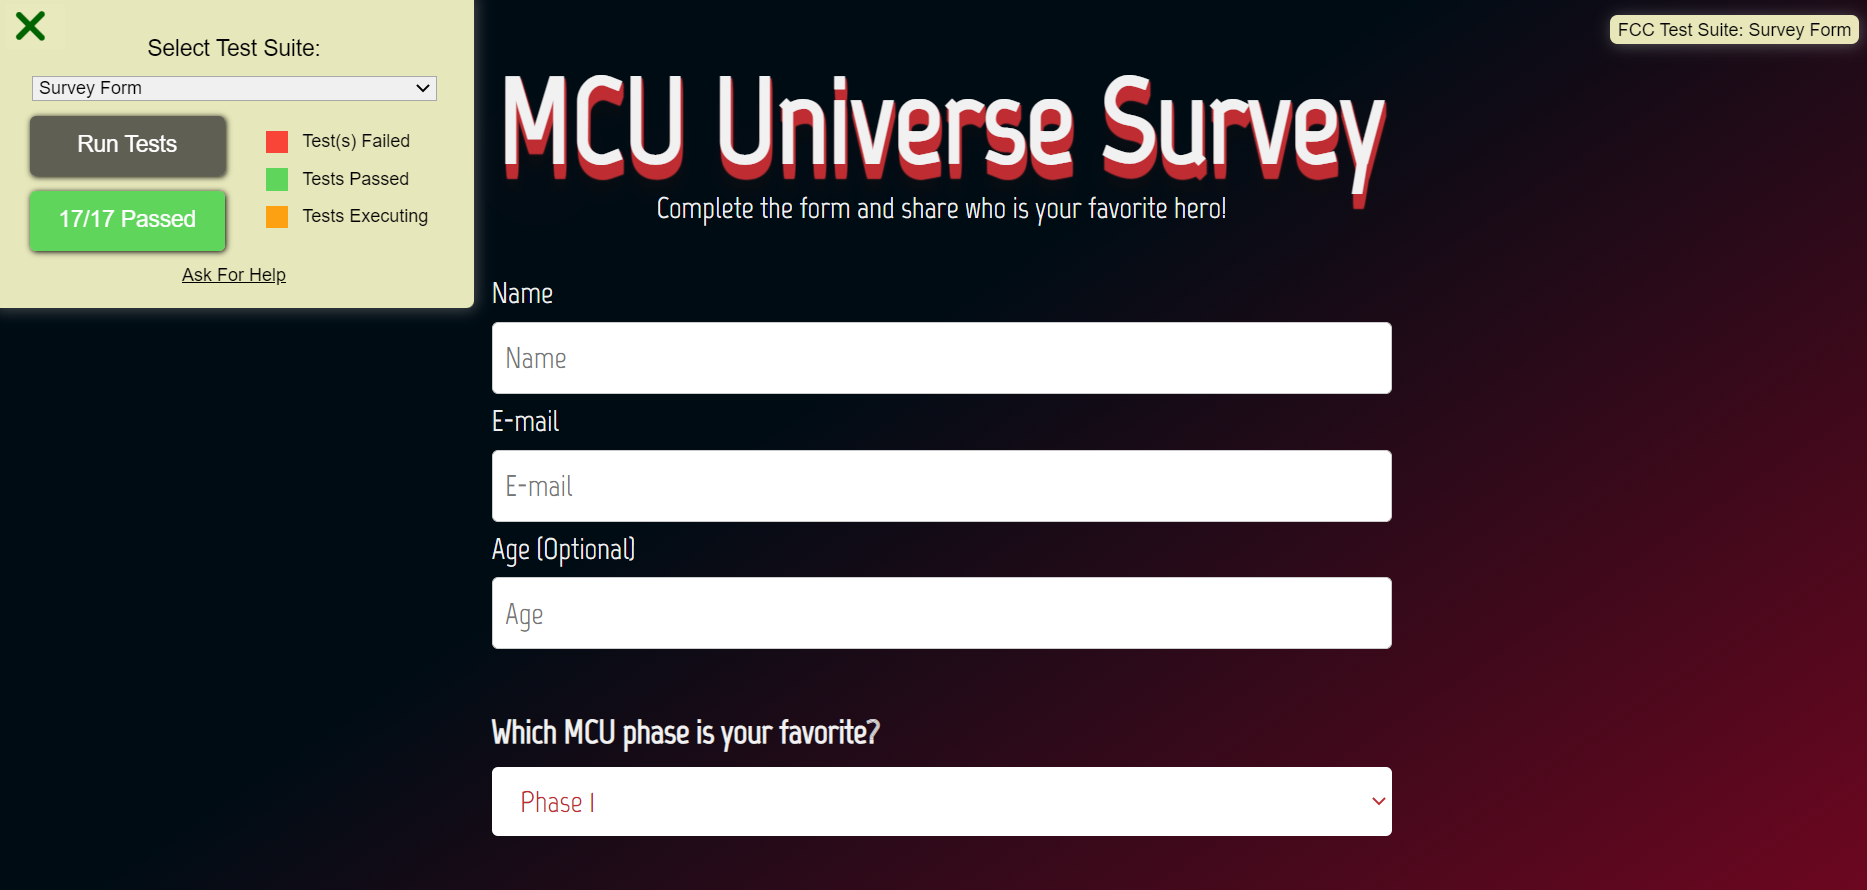 Select Test Suite:
Survey Form
Run Tests
Test(s) Failed
Tests Passed
17/17 Passed
Tests Executing
Ask For Help
FCC Test Suite: Survey Form
MCU Universe Survey
Complete the form and share who is your favorite hero!
Name
Name
E-mail
E-mail
Age (Optional)
Age
Which MCU phase is your favorite?
Phase I